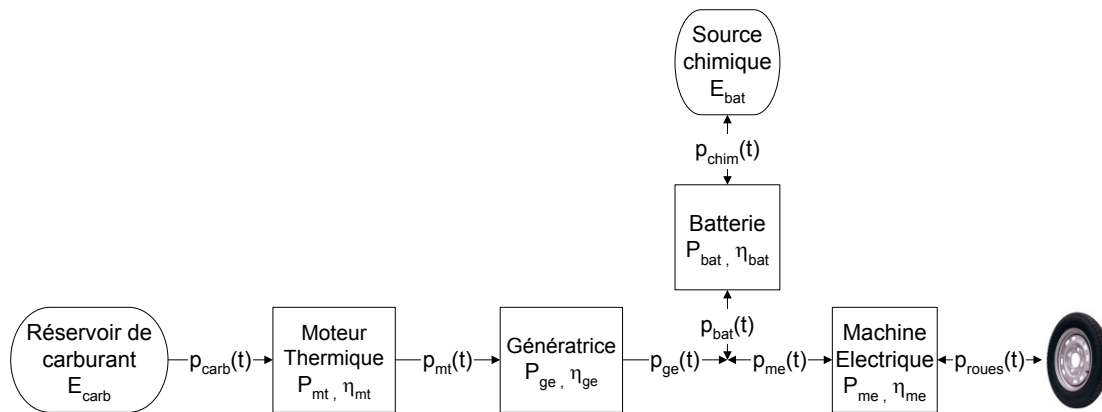 Source
chimique
E_bat
p_chim(t)
Batterie
P_bat , η_bat
p_bat(t)
Réservoir de
carburant
E_carb
p_carb(t)
Moteur
Thermique
P_mt , η_mt
p_mt(t)
Génératrice
P_ge , η_ge
p_ge(t)
p_me(t)
Machine
Electrique
P_me , η_me
p_roues(t)